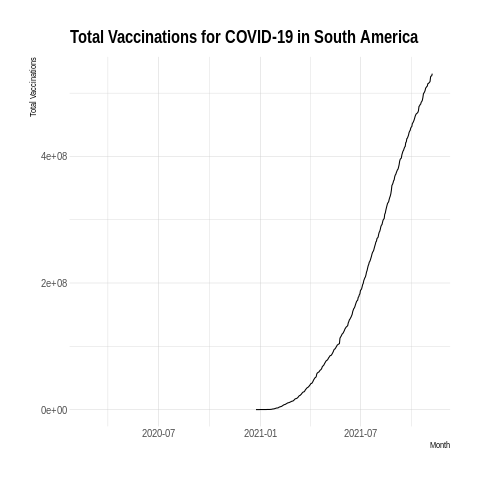 Total Vaccinations for COVID-19 in South America
Total Vaccinations
4e+08
2e+08
0e+00
2020-07 2021-01 2021-07
Month